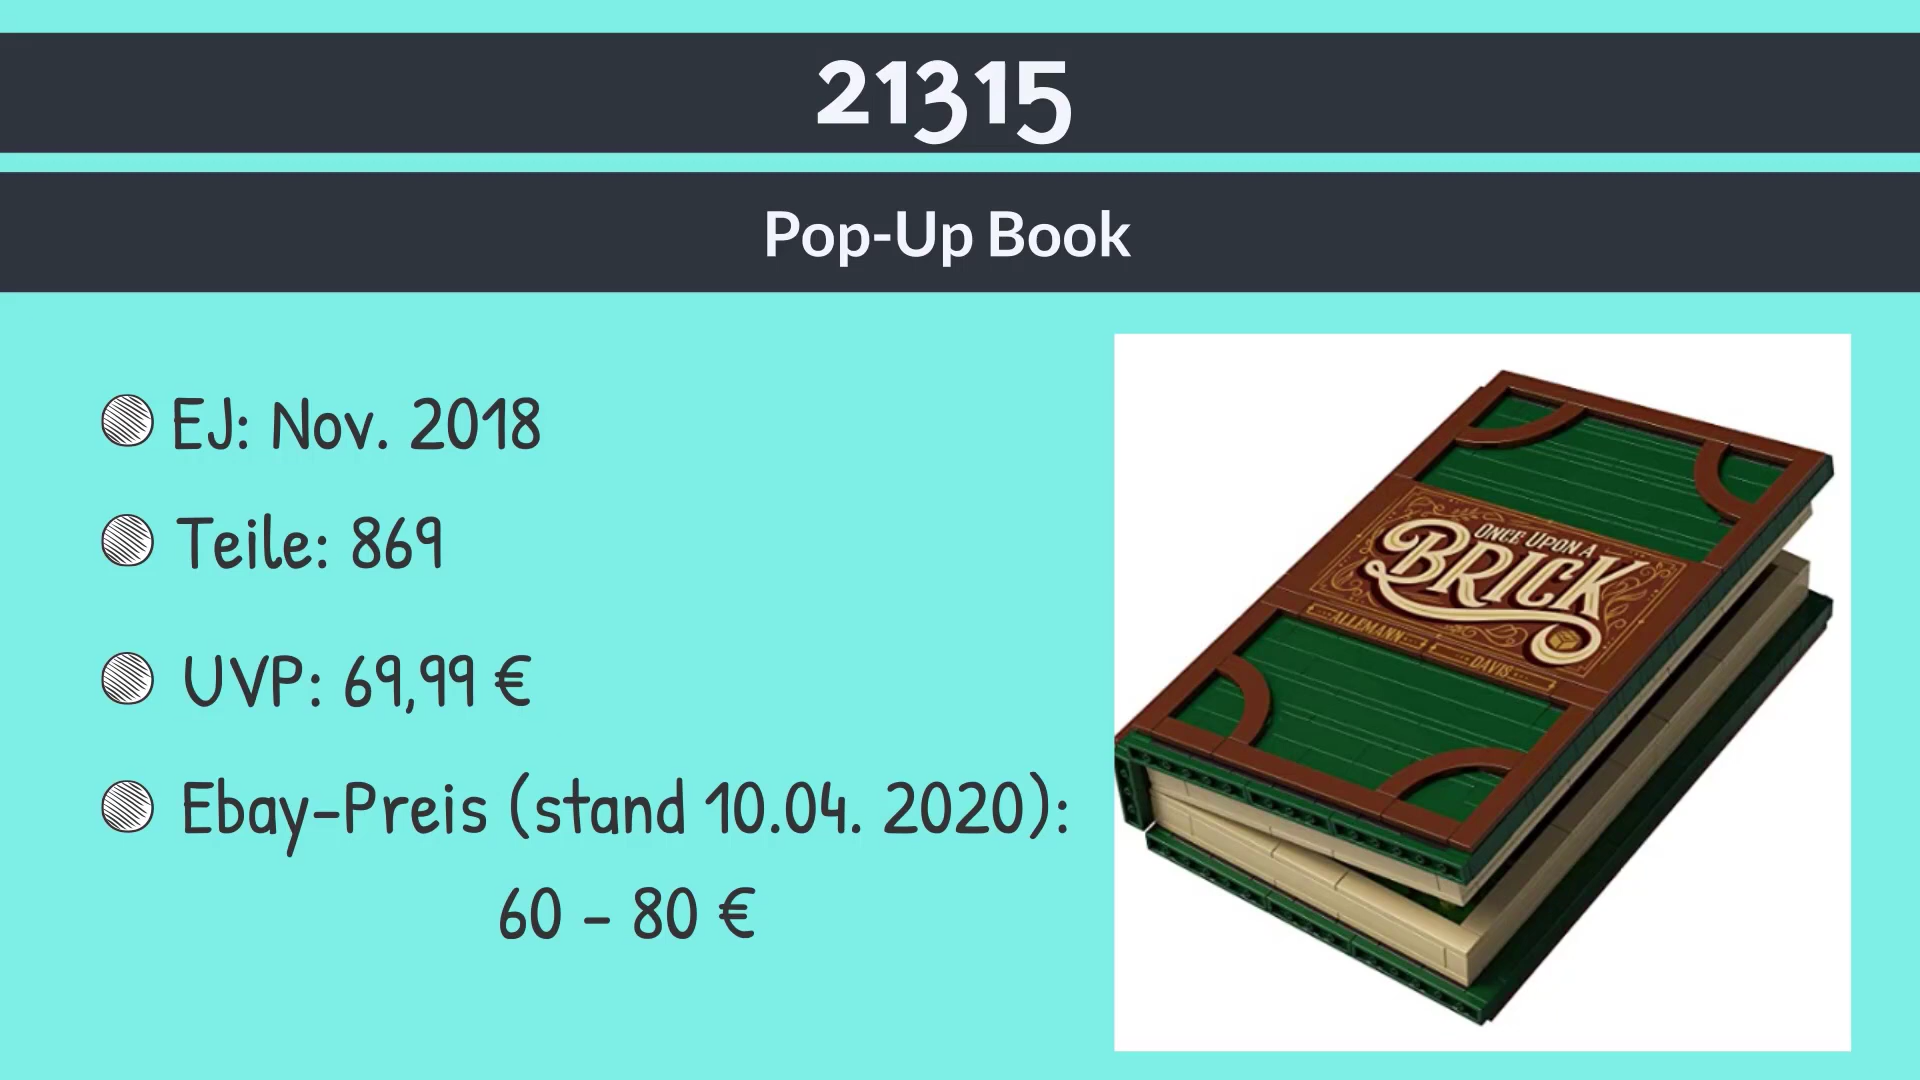 21315
Pop-Up Book
EJ: Nov. 2018
Teile: 869
UVP: 69,99 €
Ebay-Preis (stand 10.04. 2020):
60 - 80 €
ONCE UPON A
BRICK
ALLEMANN
DAVIS